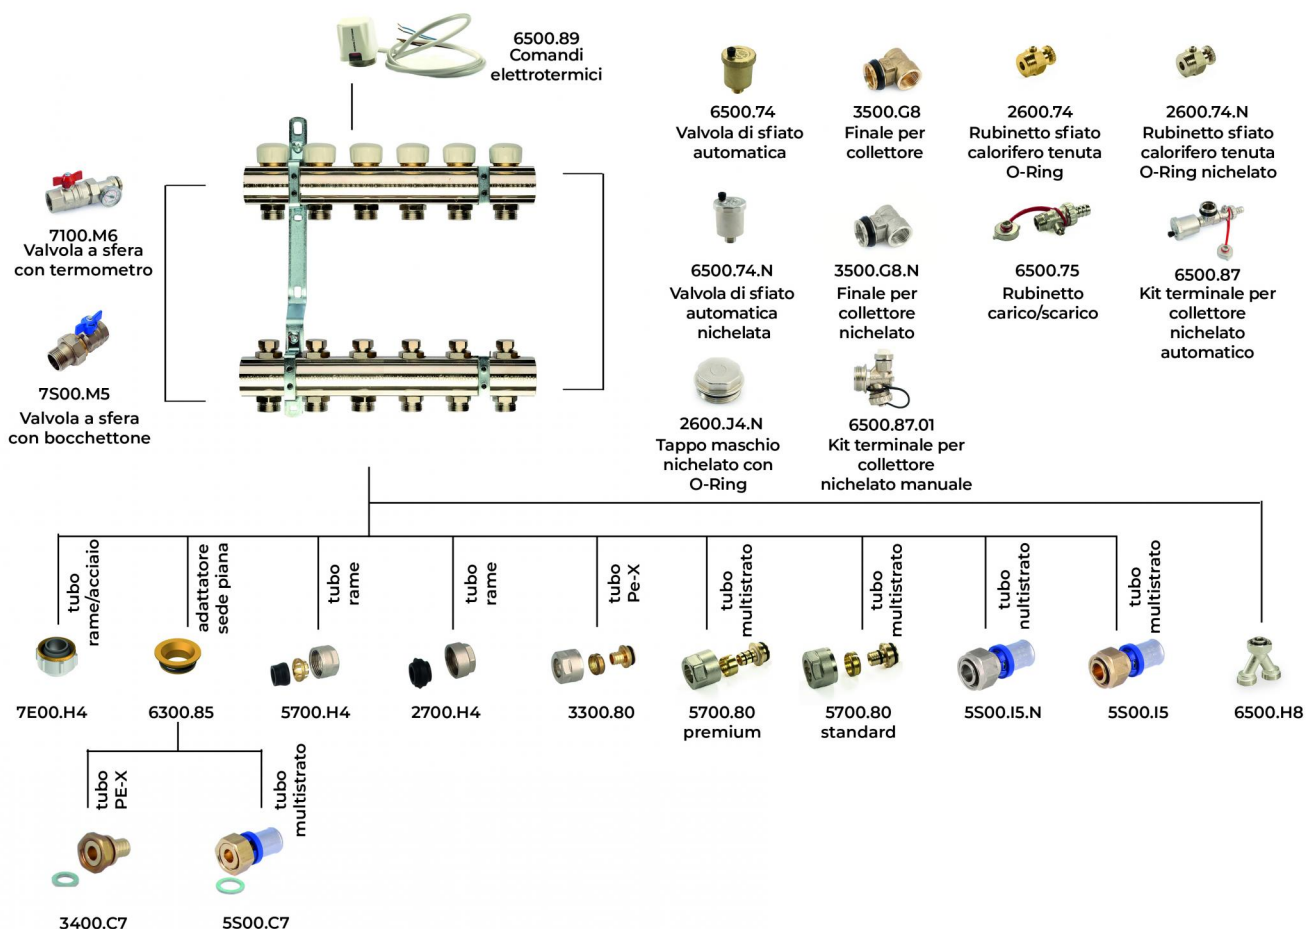 6500.89
Comandi
elettrotermici
7100.M6
Valvola a sfera
con termometro
7S00.M5
Valvola a sfera
con bocchettone
6500.74
Valvola di sfiato
automatica
3500.G8
Finale per
collettore
2600.74
Rubinetto sfiato
calorifero tenuta
O-Ring
2600.74.N
Rubinetto sfiato
calorifero tenuta
O-Ring nichelato
6500.74.N
Valvola di sfiato
automatica
nichelata
3500.G8.N
Finale per
collettore
nichelato
6500.75
Rubinetto
carico/scarico
6500.87
Kit terminale per
collettore
nichelato
automatico
2600.J4.N
Tappo maschio
nichelato con
O-Ring
6500.87.01
Kit terminale per
collettore
nichelato manuale
tubo
rame/acciaio
7E00.H4
adattatore
sede piana
6300.85
tubo
rame
5700.H4
tubo
rame
2700.H4
tubo
Pe-X
3300.80
tubo
multistrato
5700.80
premium
tubo
multistrato
5700.80
standard
tubo
nultistrato
5S00.I5.N
tubo
multistrato
5S00.I5
6500.H8
tubo
PE-X
3400.C7
tubo
multistrato
5S00.C7